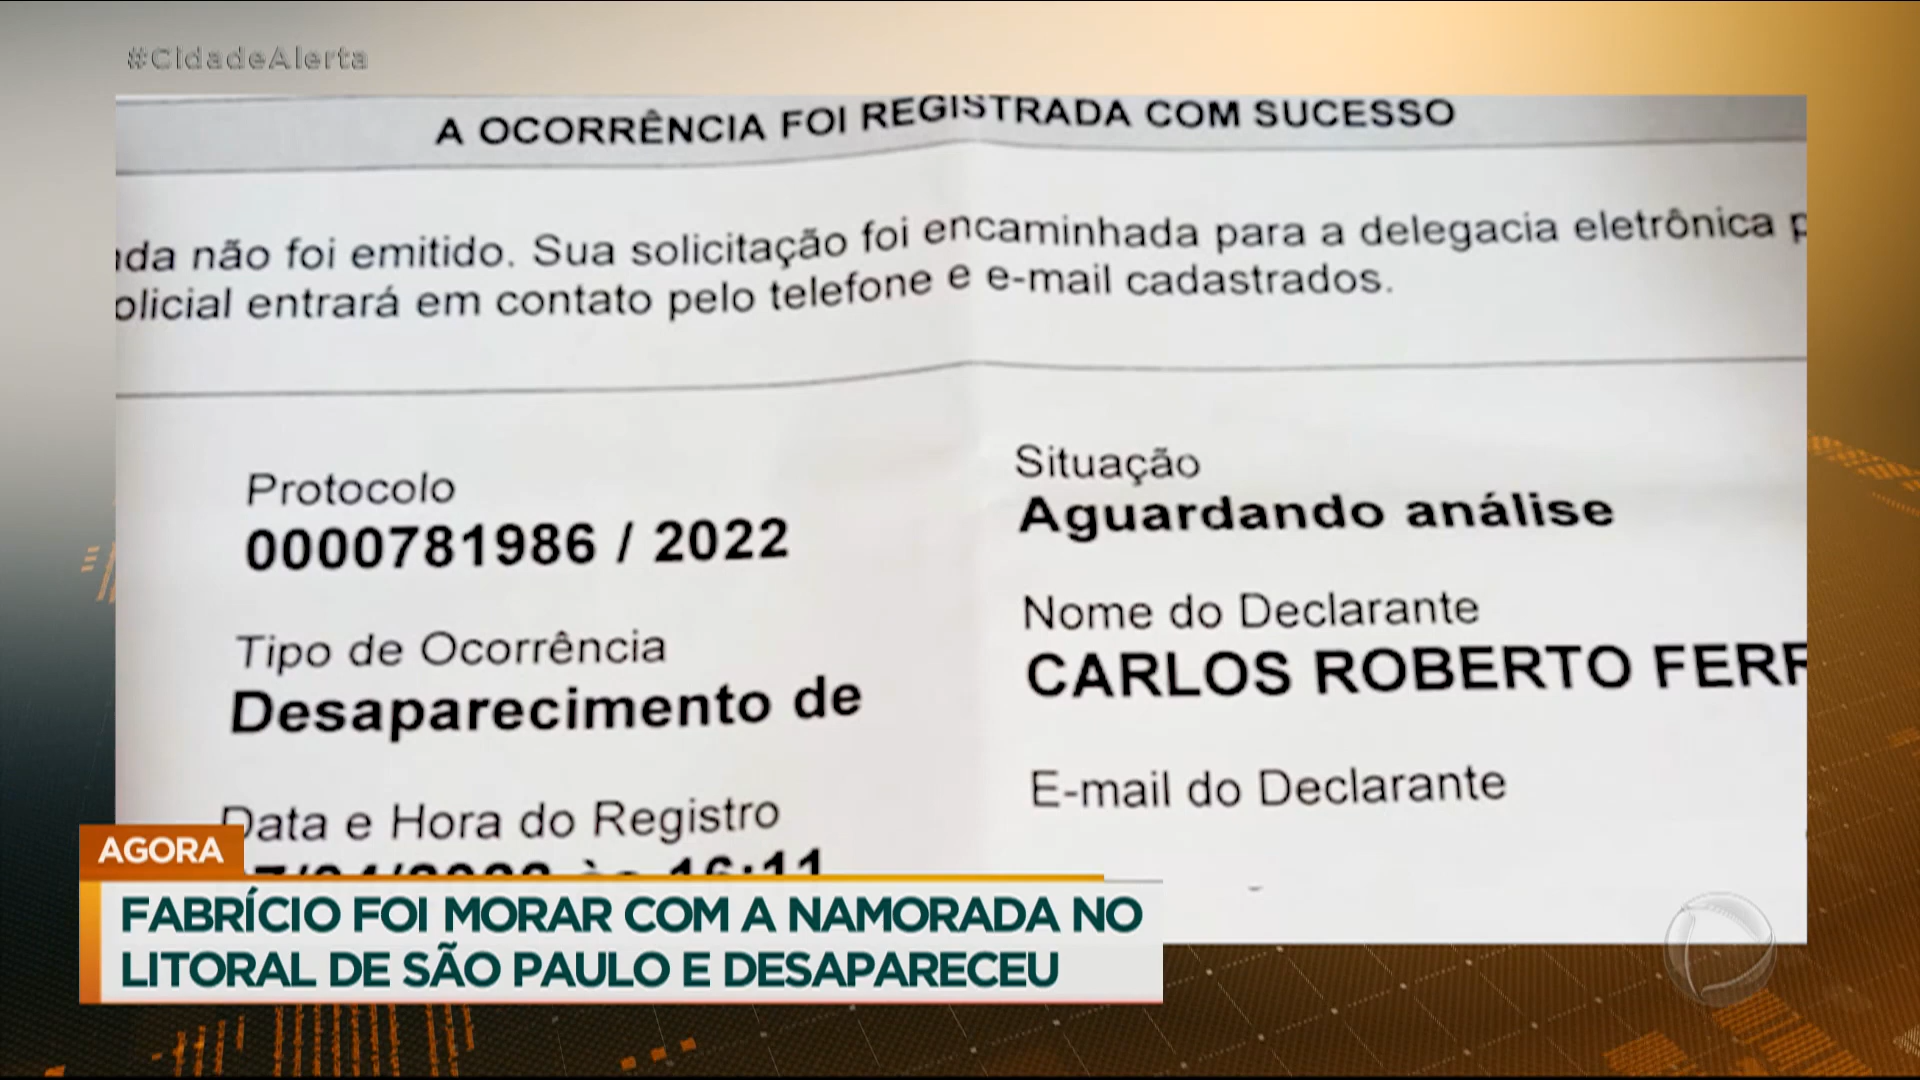 #CidadeAlerta
A OCORRÊNCIA FOI REGISTRADA COM SUCESSO
não foi emitido. Sua solicitação foi encaminhada para a delegacia eletrônica
entrará em contato pelo telefone e e-mail cadastrados.
Protocolo
0000781986 / 2022
Situação
Aguardando análise
Tipo de Ocorrência
Desaparecimento de
Nome do Declarante
CARLOS ROBERTO
Data e Hora do Registro
16:11
E-mail do Declarante
AGORA
FABRÍCIO FOI MORAR COM A NAMORADA NO
LITORAL DE SÃO PAULO E DESAPARECEU